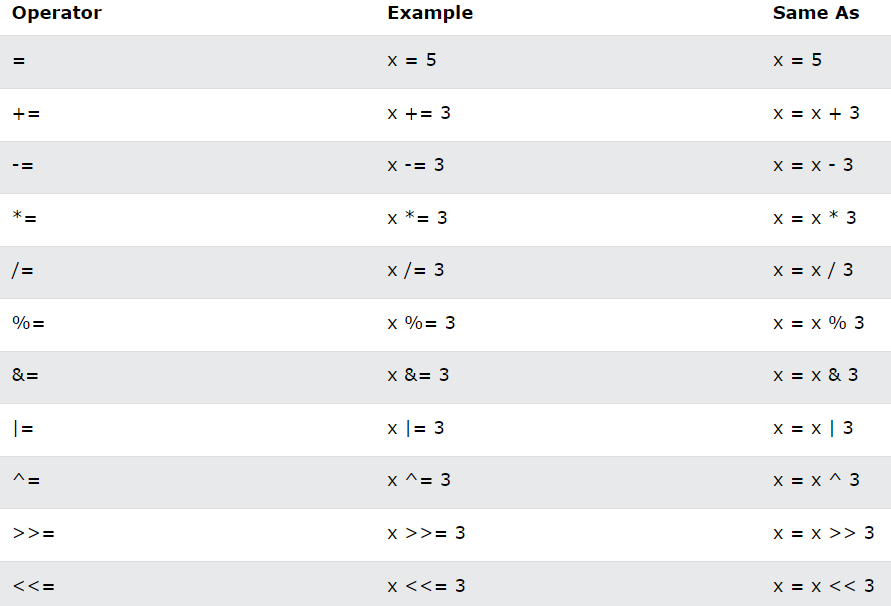 Operator Example Same As
= x = 5 x = 5
+= x += 3 x = x + 3
-= x -= 3 x = x - 3
*= x *= 3 x = x * 3
/= x /= 3 x = x / 3
%= x %= 3 x = x % 3
&= x &= 3 x = x & 3
|= x |= 3 x = x | 3
^= x ^= 3 x = x ^ 3
>>= x >>= 3 x = x >> 3
<<= x <<= 3 x = x << 3